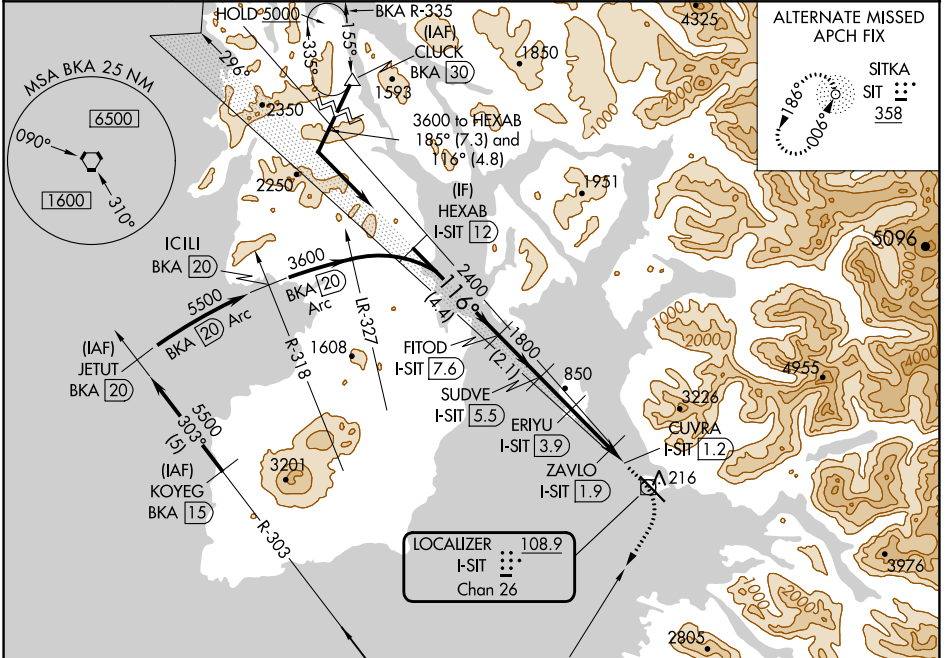 HOLD 5000
BKA R-335
(IAF)
CLUCK
BKA 30
335°
155°
296°
4325
1850
1593
2350
ALTERNATE MISSED
APCH FIX
SITKA
SIT
358
186°
006°
MSA BKA 25 NM
6500
090°
1600
310°
3600 to HEXAB
185° (7.3) and
116° (4.8)
2250
1951
(IF)
HEXAB
I-SIT 12
5096
ICILI
BKA 20
3600
BKA 20
Arc
5500
BKA 20 Arc
LR-327
R-318
116°
2400
(4.4)
1000
2000
1000
(IAF)
JETUT
BKA 20
1608
FITOD
I-SIT 7.6
1800
(2.1)
850
SUDVE
I-SIT 5.5
ERIYU
I-SIT 3.9
3226
4955
4000
CUVRA
I-SIT 1.2
5500
303°
(5)
(IAF)
KOYEG
BKA 15
3201
ZAVLO
I-SIT 1.9
216
R-303
LOCALIZER 108.9
I-SIT
Chan 26
3976
1000
2000
1000
2805